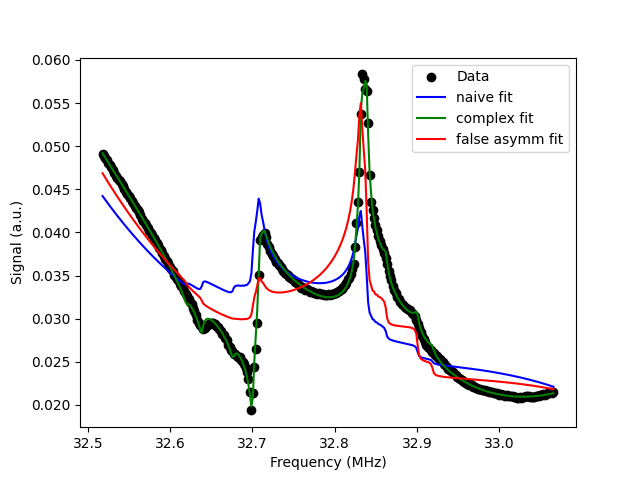 0.060
0.055
0.050
0.045
0.040
0.035
0.030
0.025
0.020
Signal (a.u.)
Data
naive fit
complex fit
false asymm fit
32.5 32.6 32.7 32.8 32.9 33.0
Frequency (MHz)